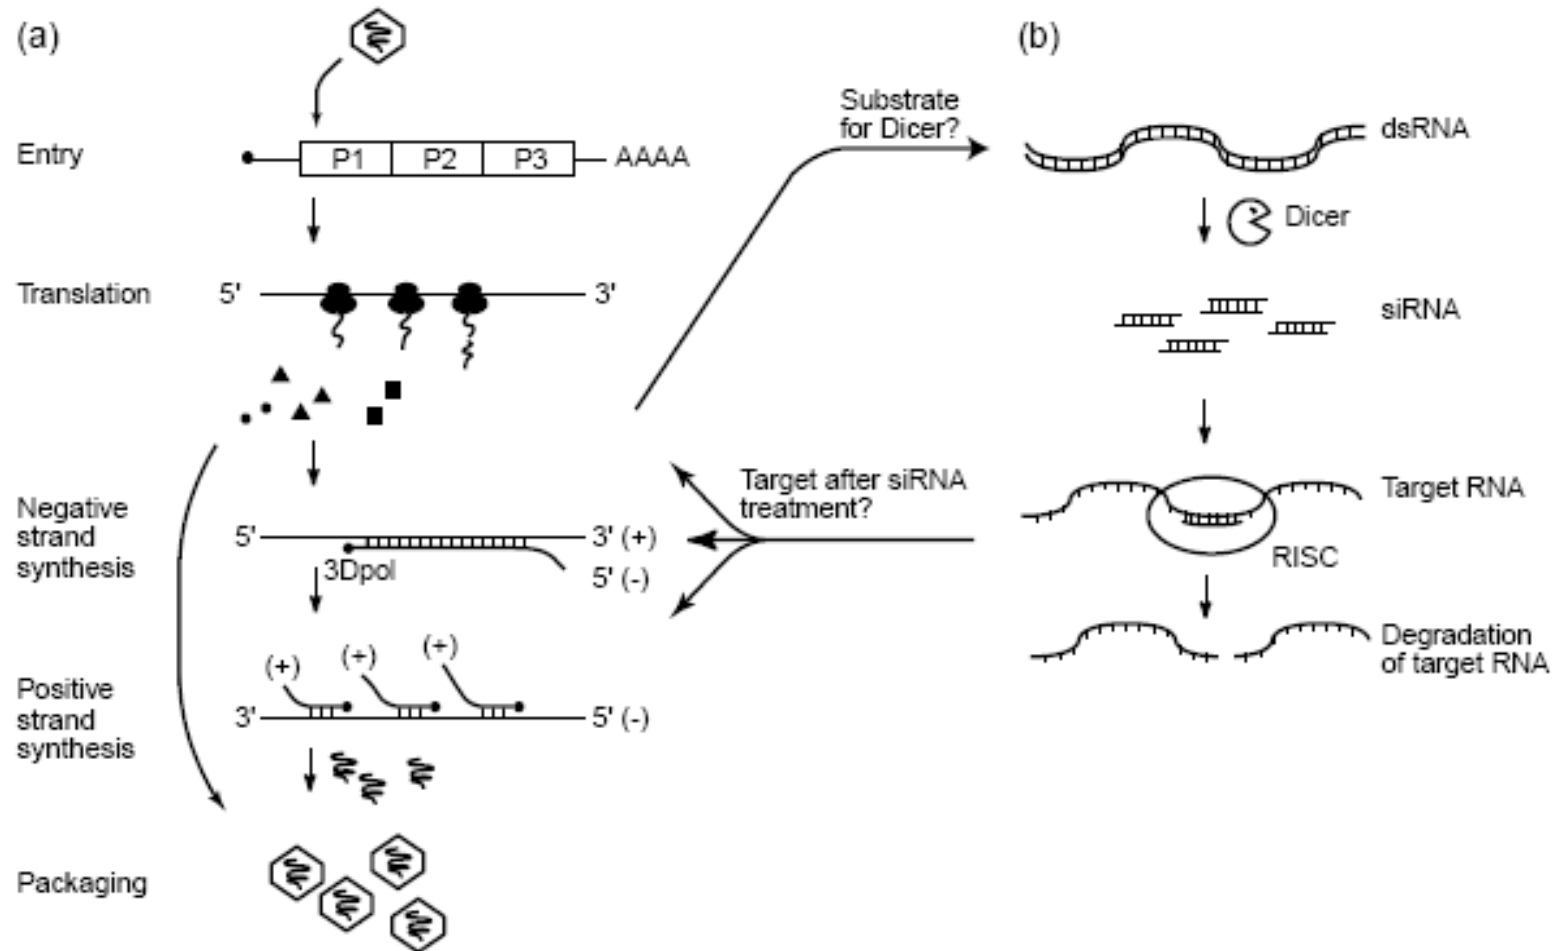 (a)
Entry
P1 P2 P3 AAAA
Translation
5' 3'
Negative
strand
synthesis
5' 3' (+)
3Dpol
5' (-)
Positive
strand
synthesis
(+) (+) (+)
3' 5' (-)
Packaging
Substrate
for Dicer?
Target after siRNA
treatment?
(b)
dsRNA
Dicer
siRNA
Target RNA
RISC
Degradation
of target RNA